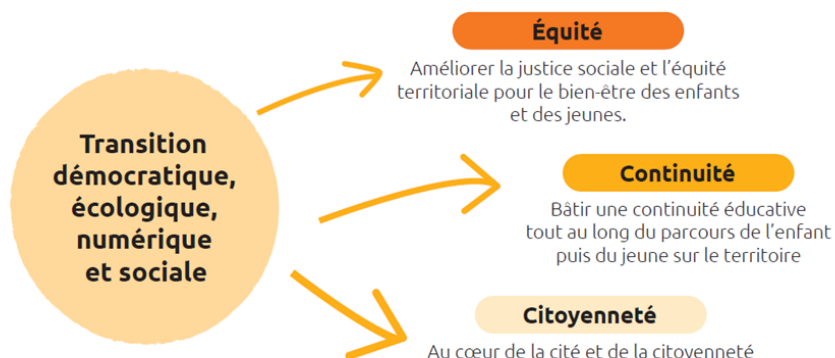 Transition
démocratique,
écologique,
numérique
et sociale
Équité
Améliorer la justice sociale et l'équité
territoriale pour le bien-être des enfants
et des jeunes.
Continuité
Bâtir une continuité éducative
tout au long du parcours de l'enfant
puis du jeune sur le territoire
Citoyenneté
Au cœur de la cité et de la citoyenneté